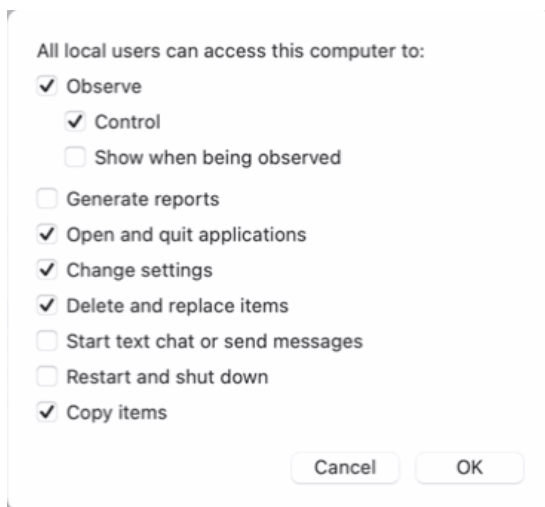 All local users can access this computer to:
Observe
Control
Show when being observed
Generate reports
Open and quit applications
Change settings
Delete and replace items
Start text chat or send messages
Restart and shut down
Copy items
Cancel OK